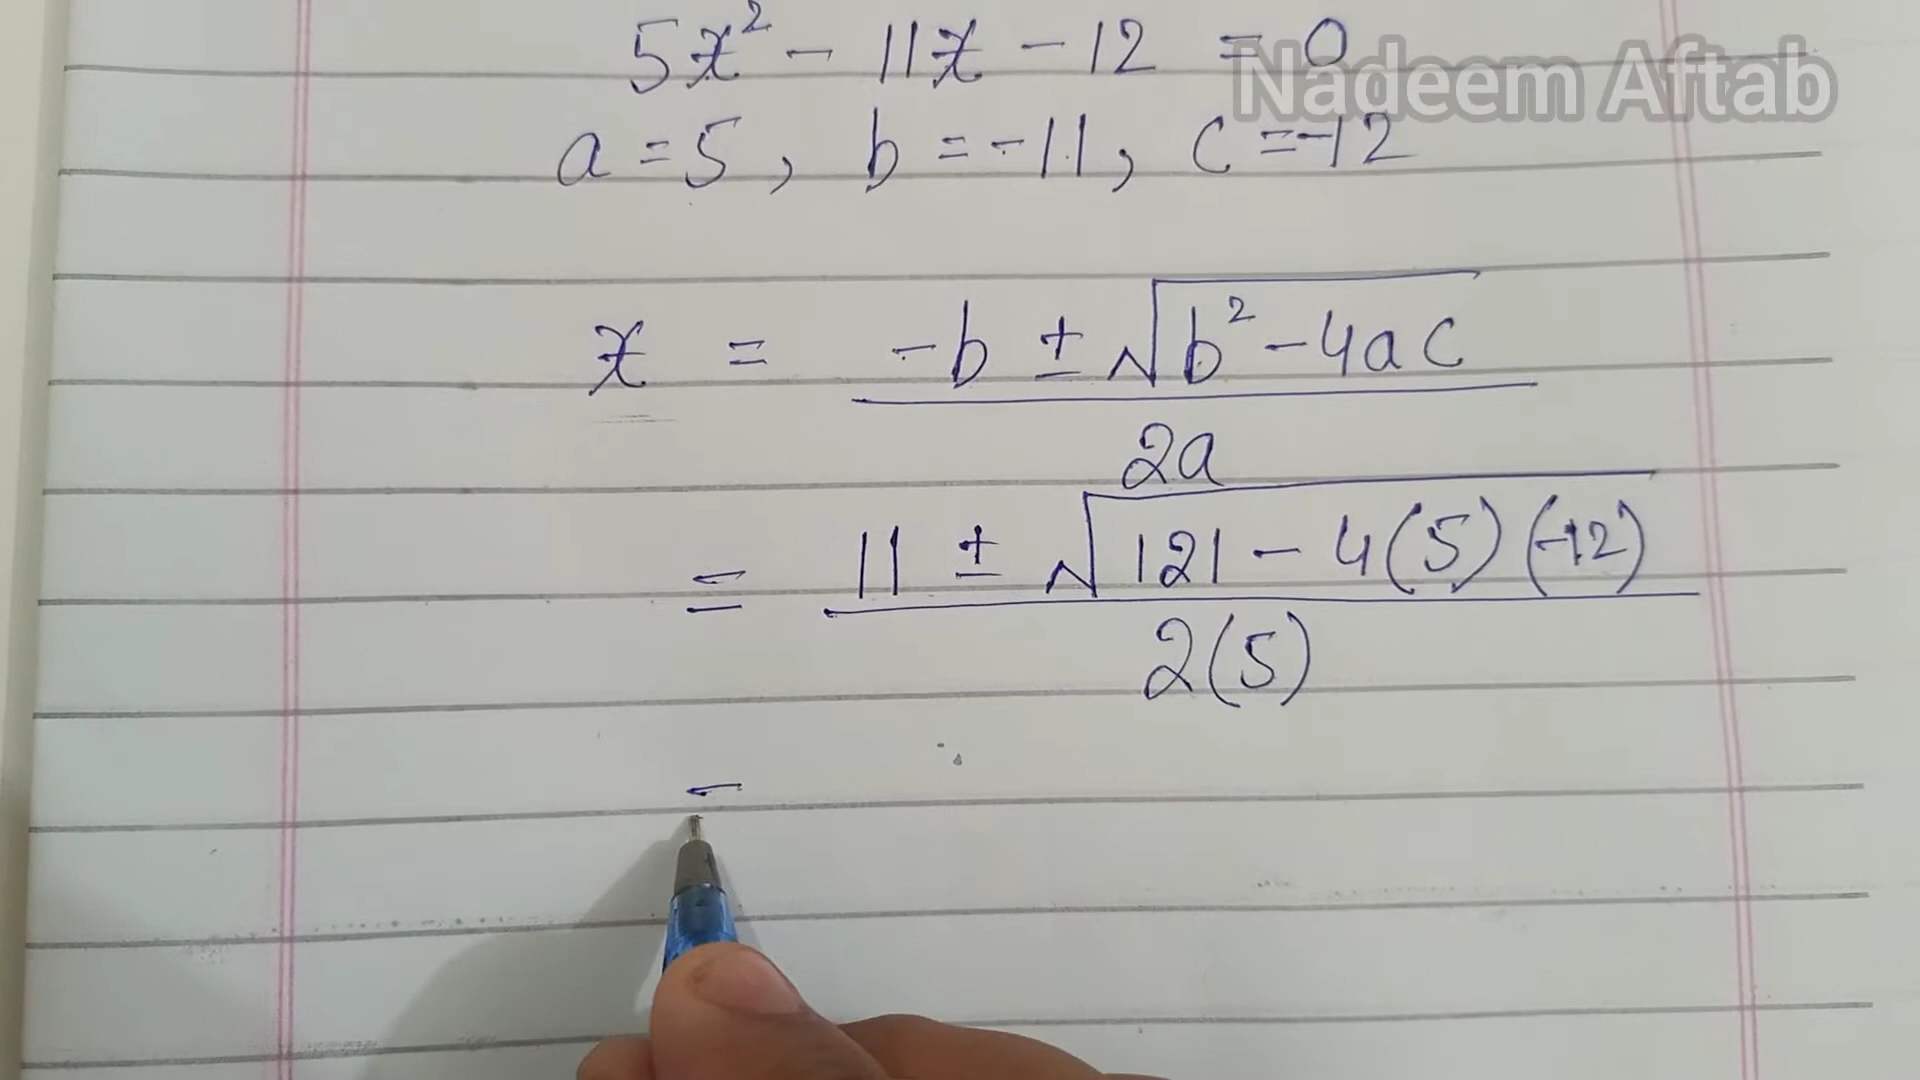 5x² - 11x - 12 = 0
Nadeem Aftab
a = 5, b = -11, c = -12
x = -b ± √b² - 4ac
2a
= 11 ± √121 - 4(5)(-12)
2(5)